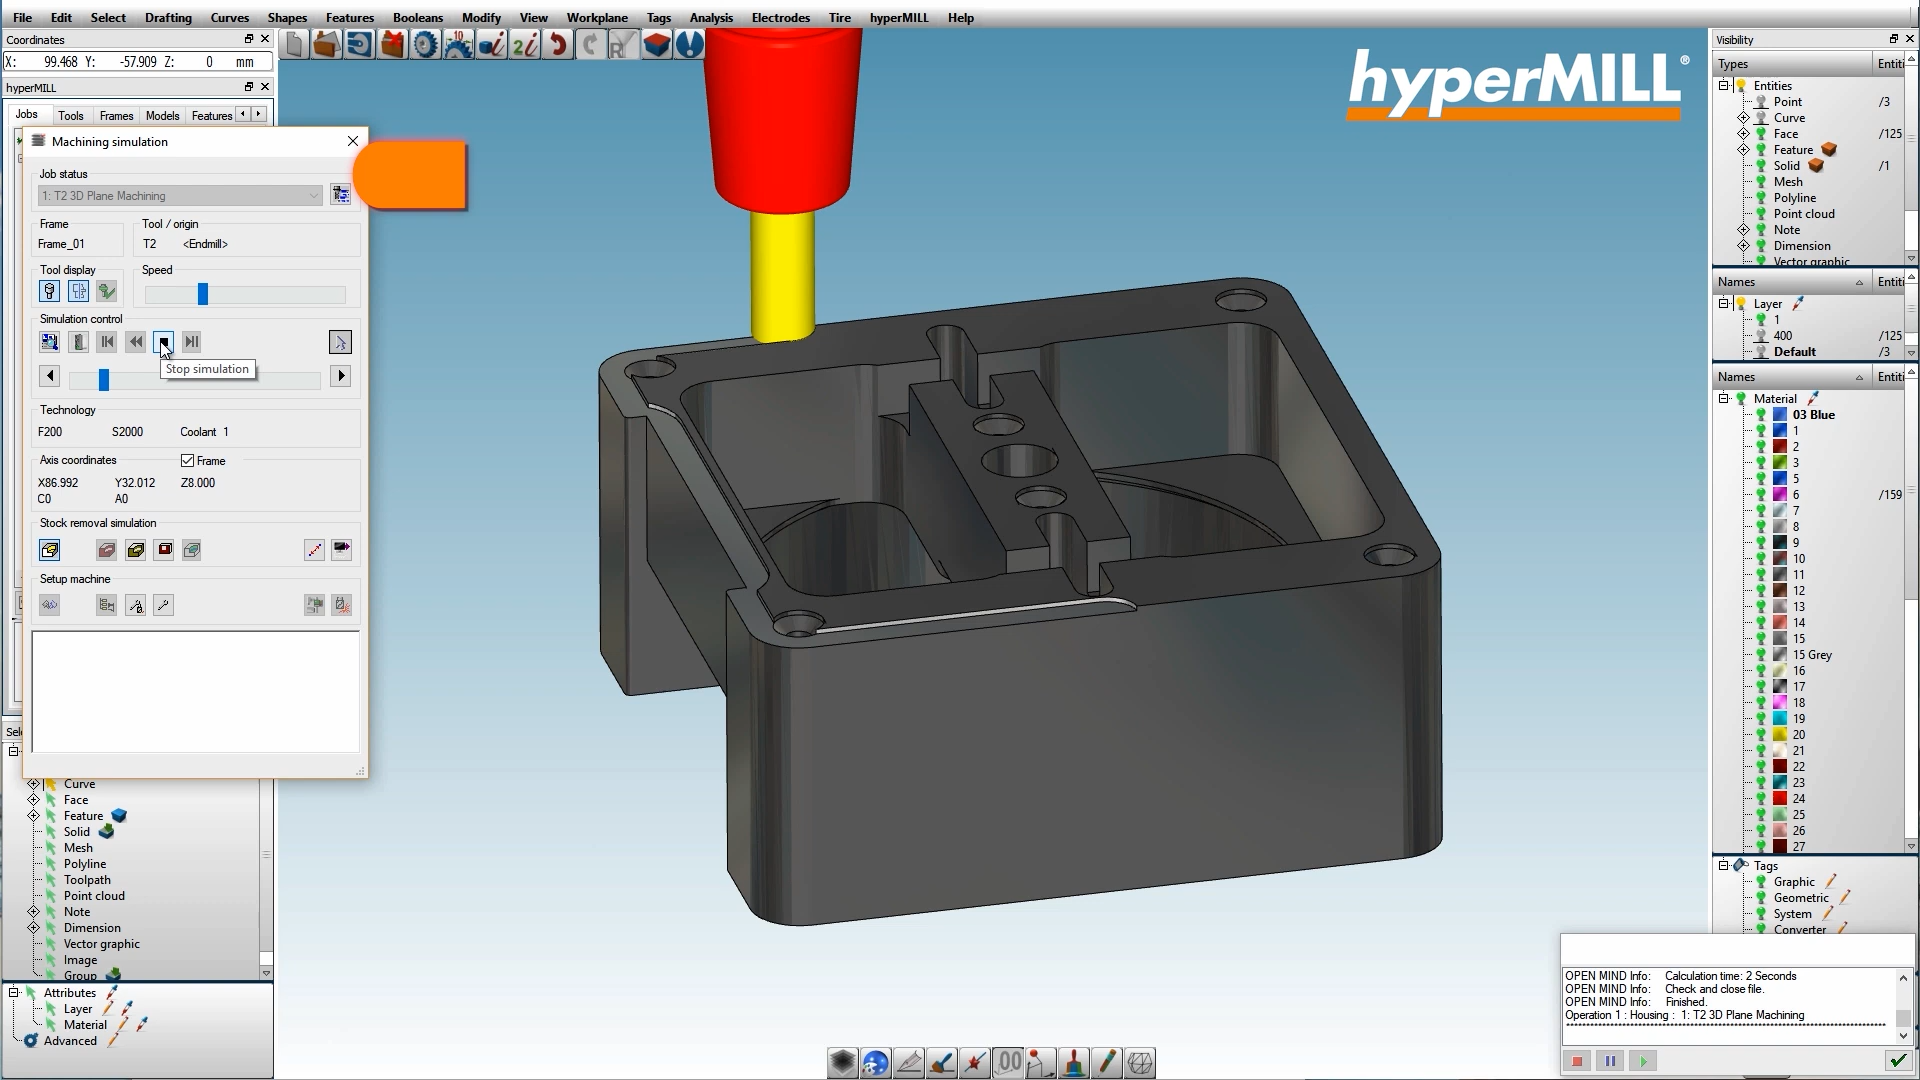 File Edit Select Drafting Curves Shapes Features Booleans Modify View Workplane Tags Analysis Electrodes Tire hyperMILL Help
Coordinates
X: 99.468 Y: -57.909 Z: 0 mm
hyperMILL
Jobs Tools Frames Models Features
Machining simulation
Job status
1: T2 3D Plane Machining
Frame
Frame_01
Tool / origin
T2 <Endmill>
Tool display
Speed
Simulation control
Stop simulation
Technology
F200 S2000 Coolant 1
Axis coordinates
Frame
X86.992 Y32.012 Z8.000
C0 A0
Stock removal simulation
Setup machine
Sele
Curve
Face
Feature
Solid
Mesh
Polyline
Toolpath
Point cloud
Note
Dimension
Vector graphic
Image
Group
Attributes
Layer
Material
Advanced
10
i
2i
R
hyperMILL®
.00
Visibility
Types Entiti
Entities
Point /3
Curve
Face /125
Feature
Solid /1
Mesh
Polyline
Point cloud
Note
Dimension
Vector graphic
Names Entiti
Layer
1
400 /125
Default /3
Names Entiti
Material
03 Blue
1
2
3
5
6 /159
7
8
9
10
11
12
13
14
15
15 Grey
16
17
18
19
20
21
22
23
24
25
26
27
Tags
Graphic
Geometric
System
Converter
OPEN MIND Info: Calculation time: 2 Seconds
OPEN MIND Info: Check and close file.
OPEN MIND Info: Finished.
Operation 1 : Housing : 1: T2 3D Plane Machining